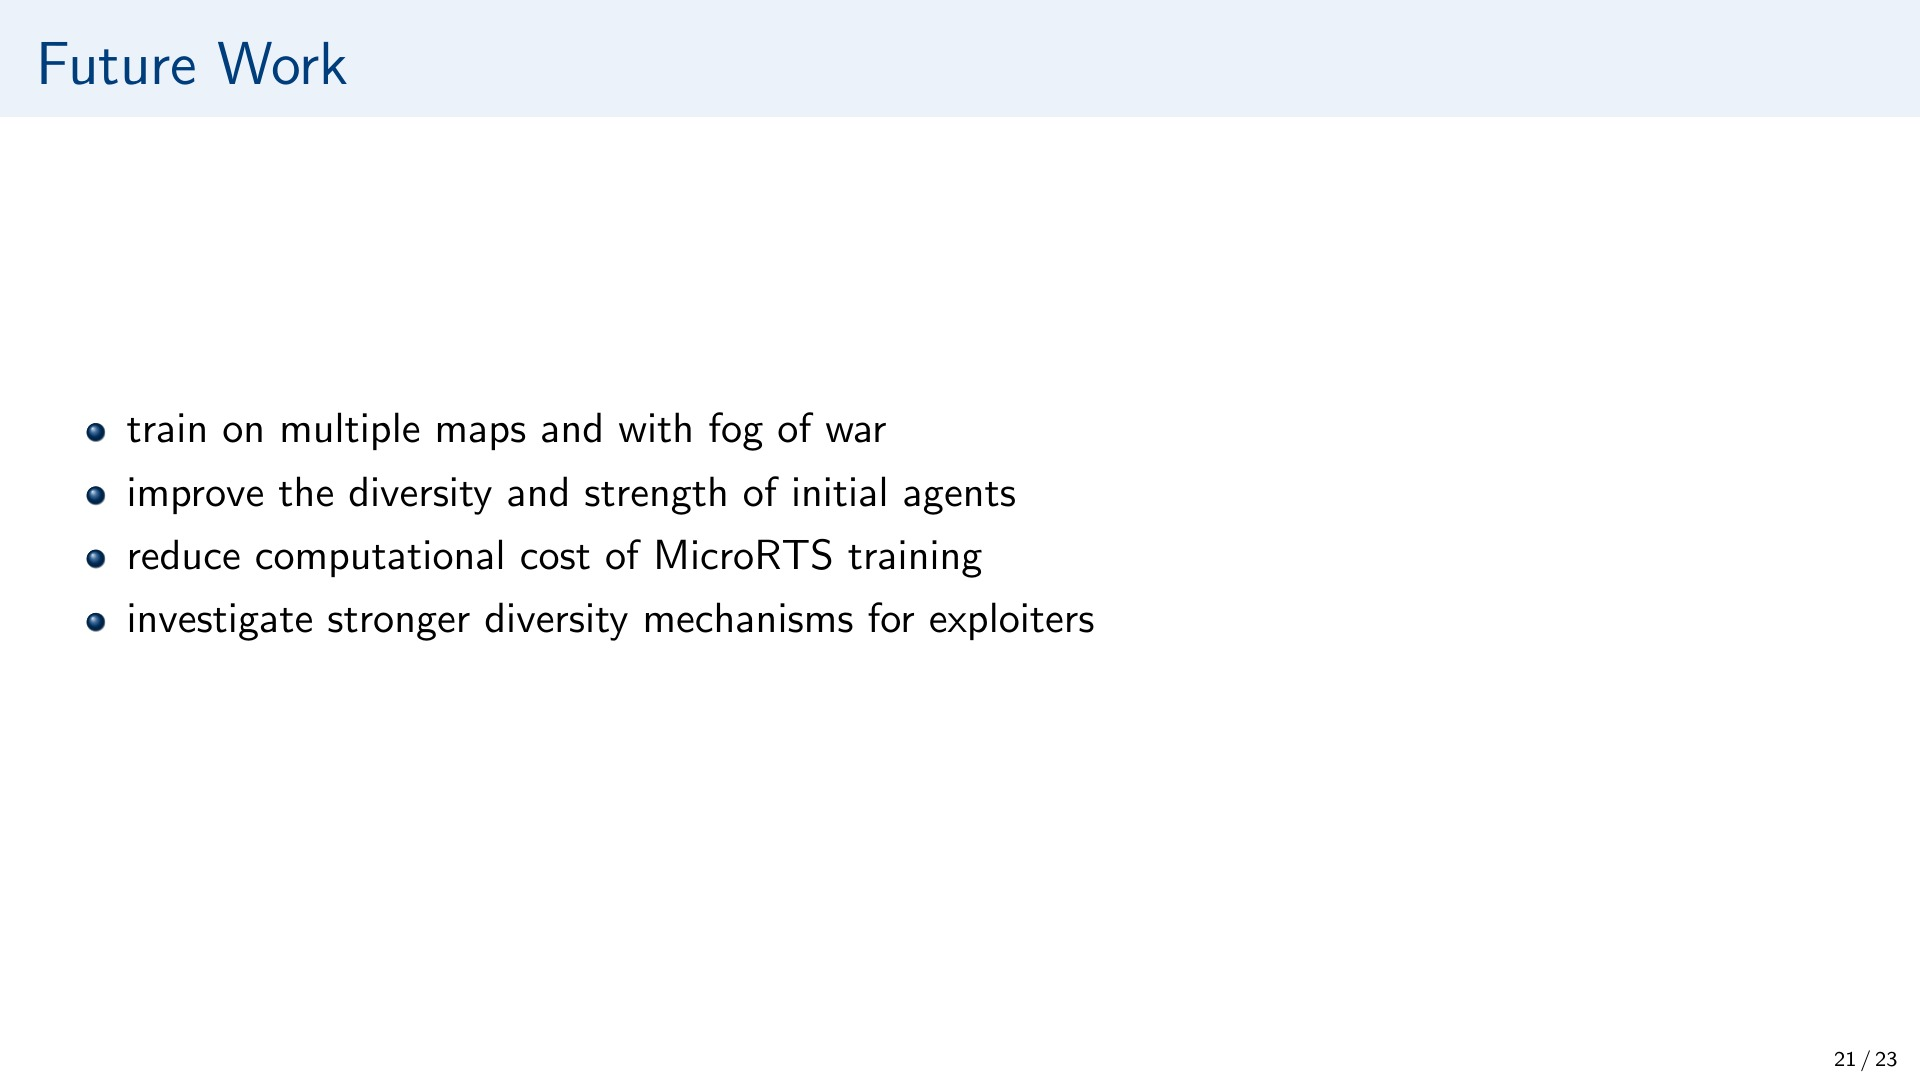 Future Work
train on multiple maps and with fog of war
improve the diversity and strength of initial agents
reduce computational cost of MicroRTS training
investigate stronger diversity mechanisms for exploiters
21 / 23